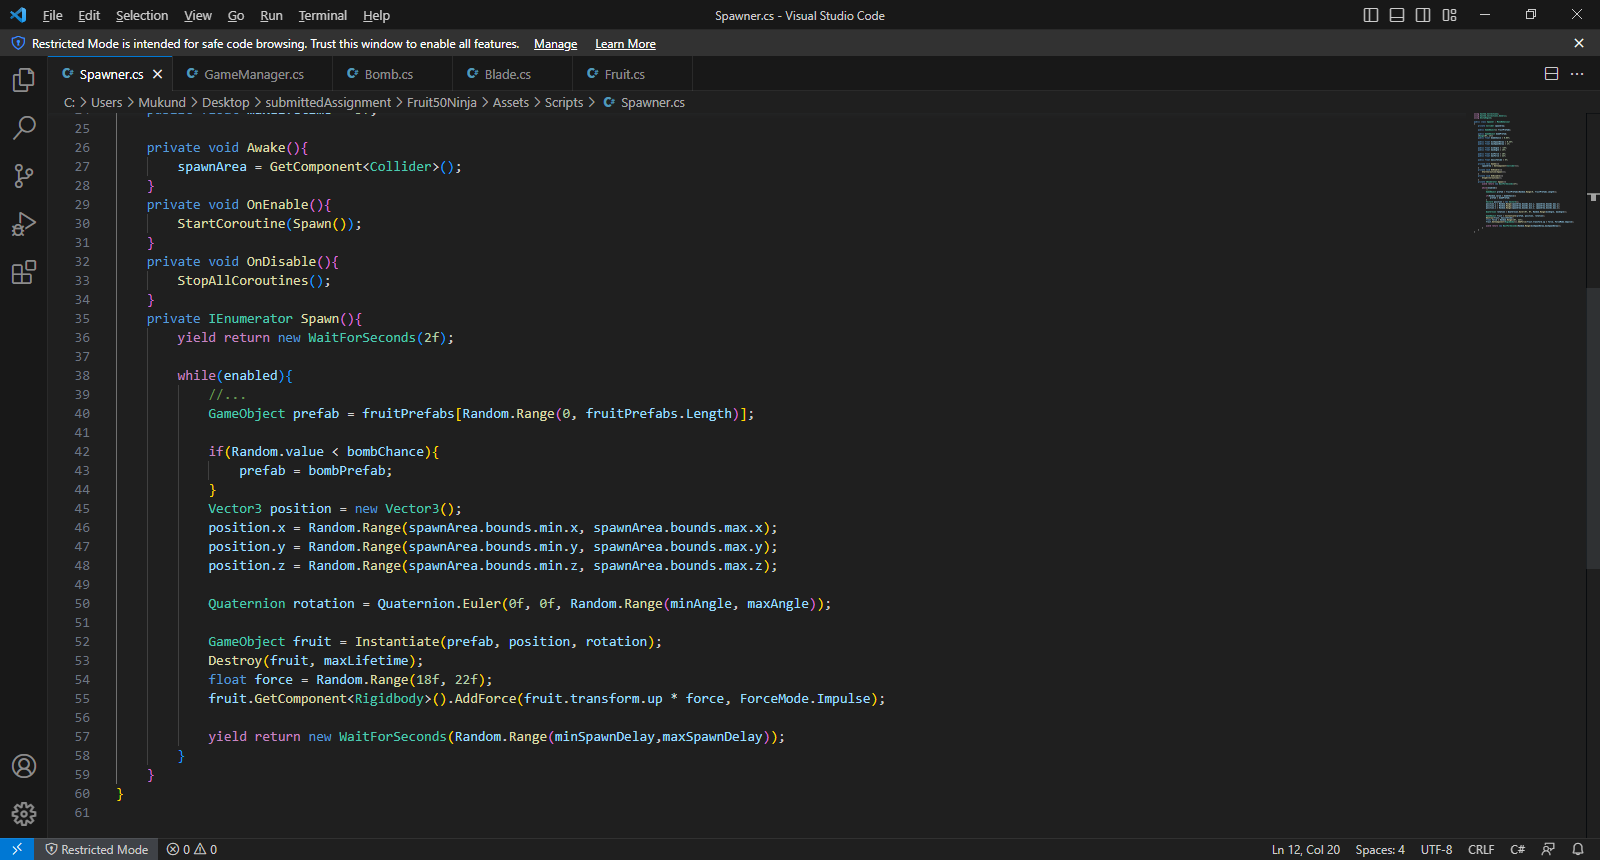 File Edit Selection View Go Run Terminal Help
Spawner.cs - Visual Studio Code
Restricted Mode is intended for safe code browsing. Trust this window to enable all features. Manage Learn More
Spawner.cs GameManager.cs Bomb.cs Blade.cs Fruit.cs
C: > Users > Mukund > Desktop > submittedAssignment > Fruit50Ninja > Assets > Scripts > Spawner.cs
25
26 private void Awake(){
27 spawnArea = GetComponent<Collider>();
28 }
29 private void OnEnable(){
30 StartCoroutine(Spawn());
31 }
32 private void OnDisable(){
33 StopAllCoroutines();
34 }
35 private IEnumerator Spawn(){
36 yield return new WaitForSeconds(2f);
37
38 while(enabled){
39 //...
40 GameObject prefab = fruitPrefabs[Random.Range(0, fruitPrefabs.Length)];
41
42 if(Random.value < bombChance){
43 prefab = bombPrefab;
44 }
45 Vector3 position = new Vector3();
46 position.x = Random.Range(spawnArea.bounds.min.x, spawnArea.bounds.max.x);
47 position.y = Random.Range(spawnArea.bounds.min.y, spawnArea.bounds.max.y);
48 position.z = Random.Range(spawnArea.bounds.min.z, spawnArea.bounds.max.z);
49
50 Quaternion rotation = Quaternion.Euler(0f, 0f, Random.Range(minAngle, maxAngle));
51
52 GameObject fruit = Instantiate(prefab, position, rotation);
53 Destroy(fruit, maxLifetime);
54 float force = Random.Range(18f, 22f);
55 fruit.GetComponent<Rigidbody>().AddForce(fruit.transform.up * force, ForceMode.Impulse);
56
57 yield return new WaitForSeconds(Random.Range(minSpawnDelay,maxSpawnDelay));
58 }
59 }
60 }
61
Restricted Mode 0 0 Ln 12, Col 20 Spaces: 4 UTF-8 CRLF C#